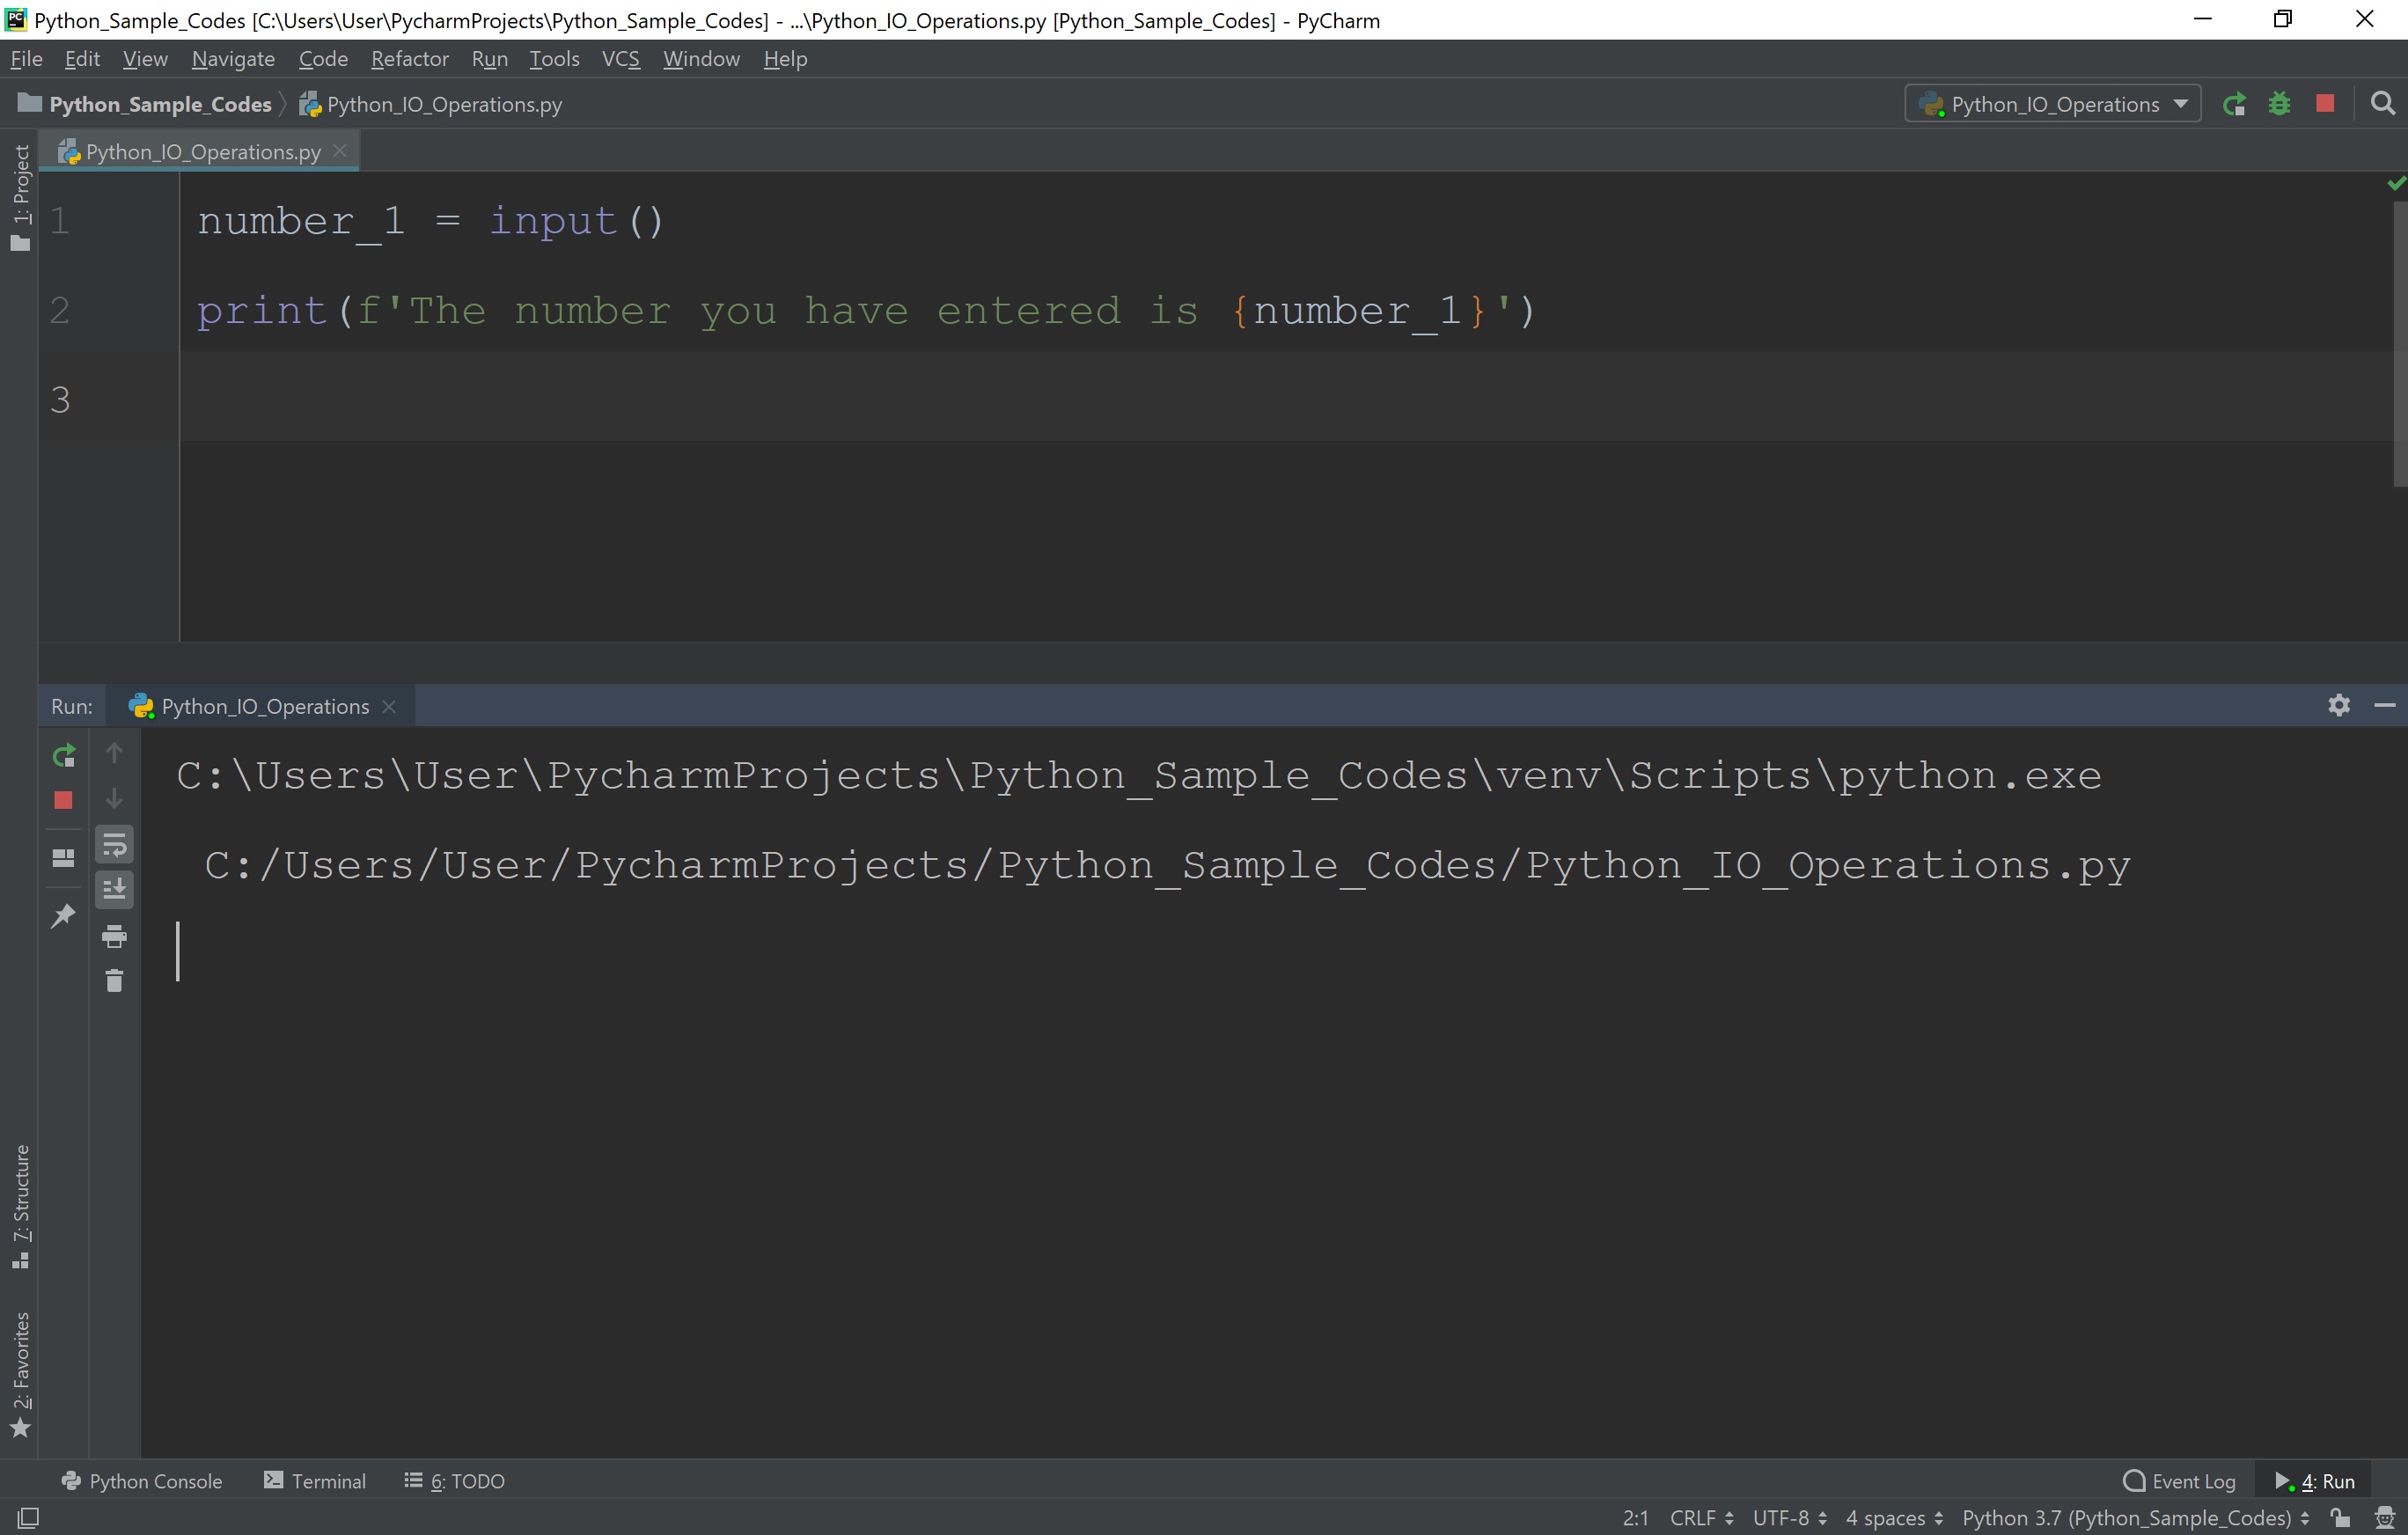 Python_Sample_Codes [C:\Users\User\PycharmProjects\Python_Sample_Codes] - ...\Python_IO_Operations.py [Python_Sample_Codes] - PyCharm
File Edit View Navigate Code Refactor Run Tools VCS Window Help
Python_Sample_Codes Python_IO_Operations.py Python_IO_Operations
Python_IO_Operations.py
1: Project
1 number_1 = input()
2 print(f'The number you have entered is {number_1}')
3
Run: Python_IO_Operations
C:\Users\User\PycharmProjects\Python_Sample_Codes\venv\Scripts\python.exe
C:/Users/User/PycharmProjects/Python_Sample_Codes/Python_IO_Operations.py
7: Structure
2: Favorites
Python Console Terminal 6: TODO Event Log 4: Run
2:1 CRLF UTF-8 4 spaces Python 3.7 (Python_Sample_Codes)